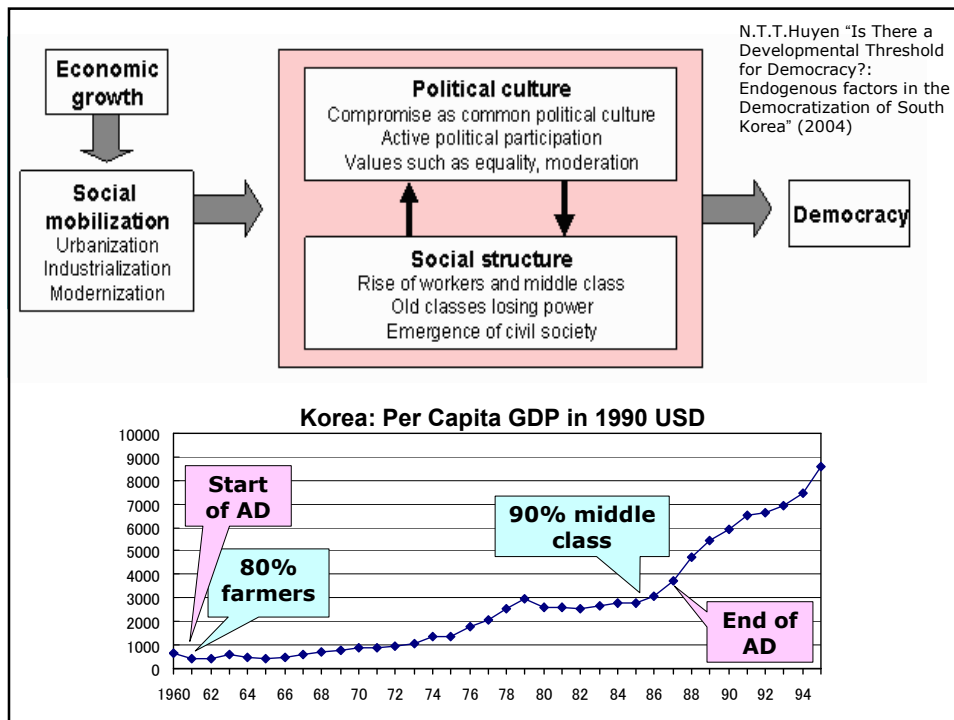 N.T.T.Huyen “Is There a
Developmental Threshold
for Democracy?:
Endogenous factors in the
Democratization of South
Korea” (2004)
Economic
growth
Social
mobilization
Urbanization
Industrialization
Modernization
Political culture
Compromise as common political culture
Active political participation
Values such as equality, moderation
Social structure
Rise of workers and middle class
Old classes losing power
Emergence of civil society
Democracy
Korea: Per Capita GDP in 1990 USD
10000
9000
8000
7000
6000
5000
4000
3000
2000
1000
0
Start
of AD
80%
farmers
90% middle
class
End of
AD
1960 62 64 66 68 70 72 74 76 78 80 82 84 86 88 90 92 94